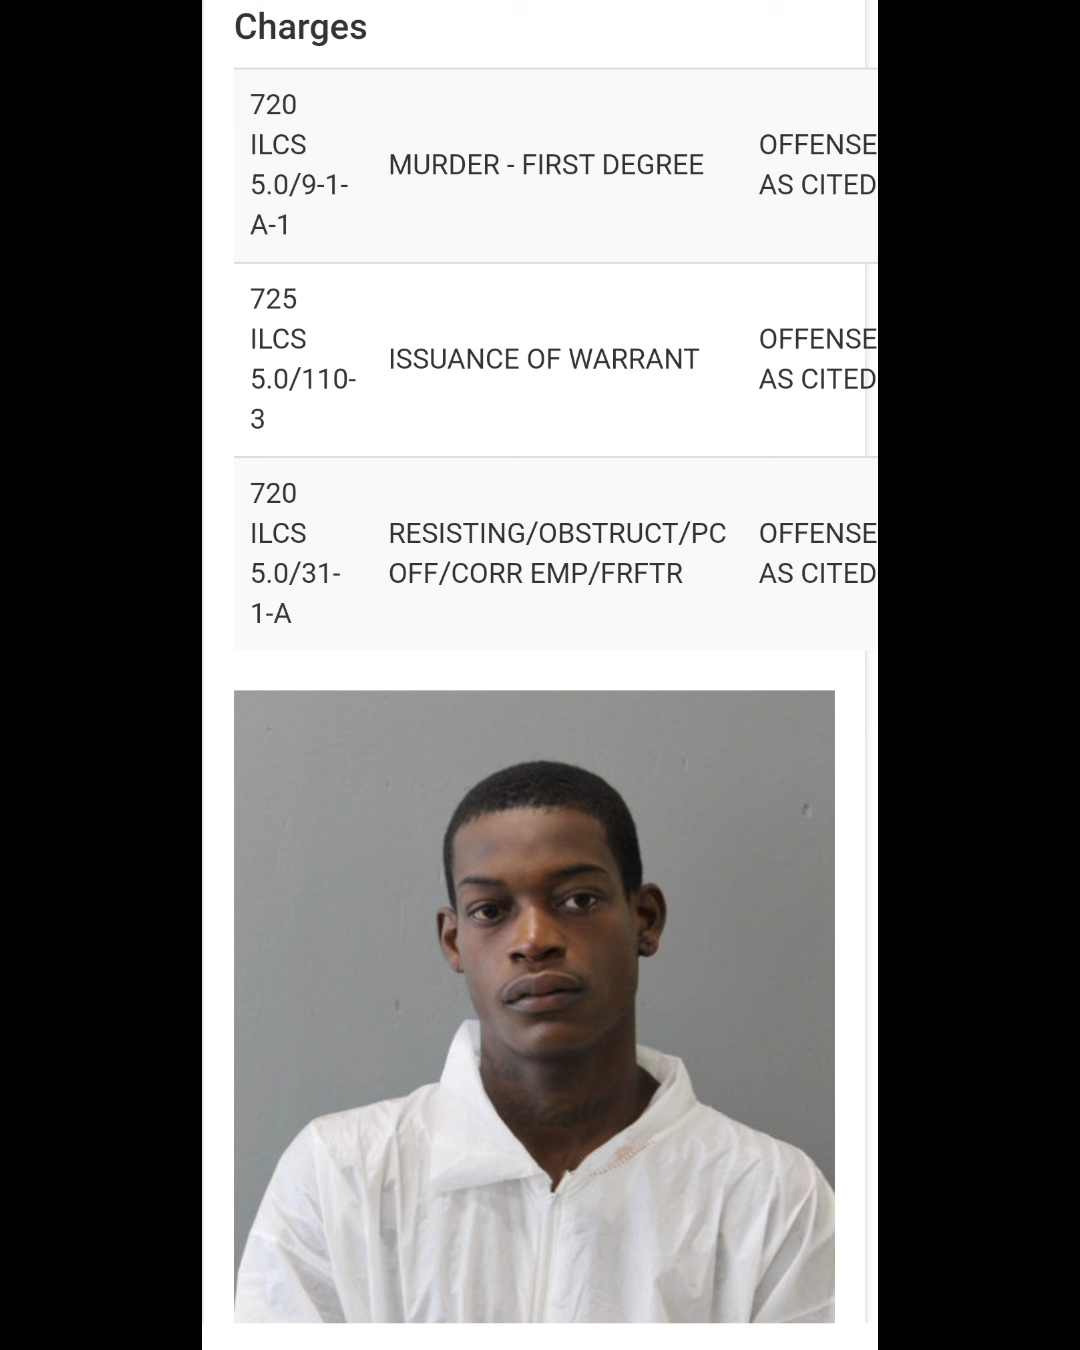 Charges
720
ILCS
5.0/9-1-
A-1
MURDER - FIRST DEGREE
OFFENSE
AS CITED
725
ILCS
5.0/110-
3
ISSUANCE OF WARRANT
OFFENSE
AS CITED
720
ILCS
5.0/31-
1-A
RESISTING/OBSTRUCT/PC
OFF/CORR EMP/FRFTR
OFFENSE
AS CITED